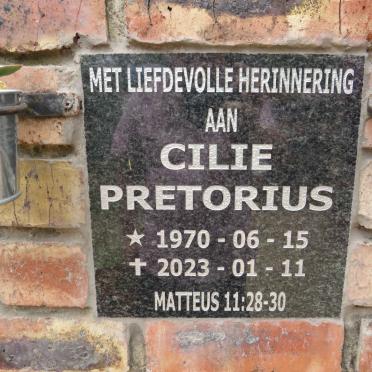 MET LIEFDEVOLLE HERINNERING
AAN
CILIE
PRETORIUS
★ 1970 - 06 - 15
✝ 2023 - 01 - 11
MATTEUS 11:28-30